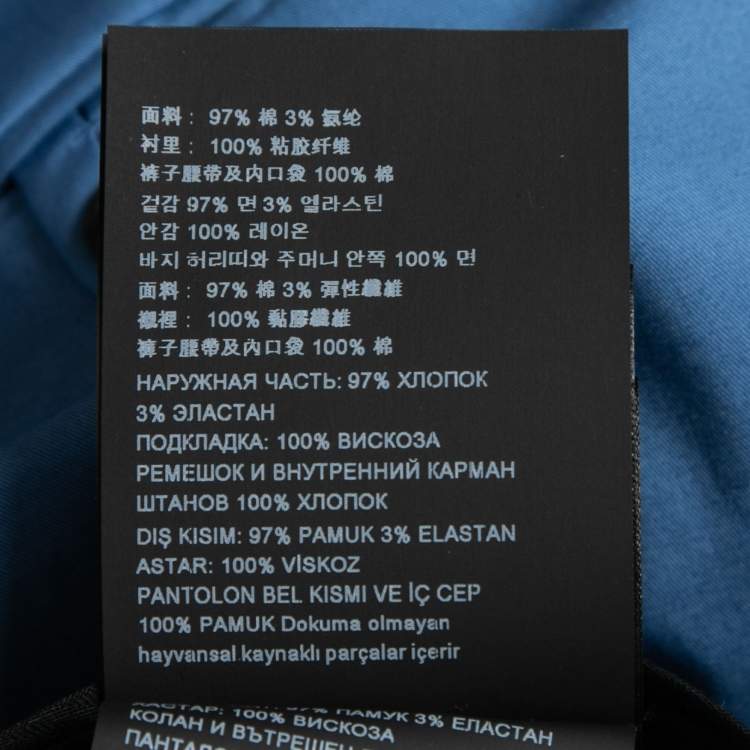 面料： 97% 棉 3% 氨纶
衬里： 100% 粘胶纤维
裤子腰带及内口袋 100% 棉
겉감 97% 면 3% 엘라스틴
안감 100% 레이온
바지 허리띠와 주머니 안쪽 100% 면
面料： 97% 棉 3% 彈性纖維
襯裡： 100% 黏膠纖維
褲子腰帶及內口袋 100% 棉
НАРУЖНАЯ ЧАСТЬ: 97% ХЛОПОК
3% ЭЛАСТАН
ПОДКЛАДКА: 100% ВИСКОЗА
РЕМЕШОК И ВНУТРЕННИЙ КАРМАН
ШТАНОВ 100% ХЛОПОК
DIŞ KISIM: 97% PAMUK 3% ELASTAN
ASTAR: 100% VİSKOZ
PANTOLON BEL KISMI VE İÇ CEP
100% PAMUK Dokuma olmayan
hayvansal kaynaklı parçalar içerir
97% ПАМУК 3% ЕЛАСТАН
ХАСТАР: 100% ВИСКОЗА
КОЛАН И ВЪТРЕШЕН